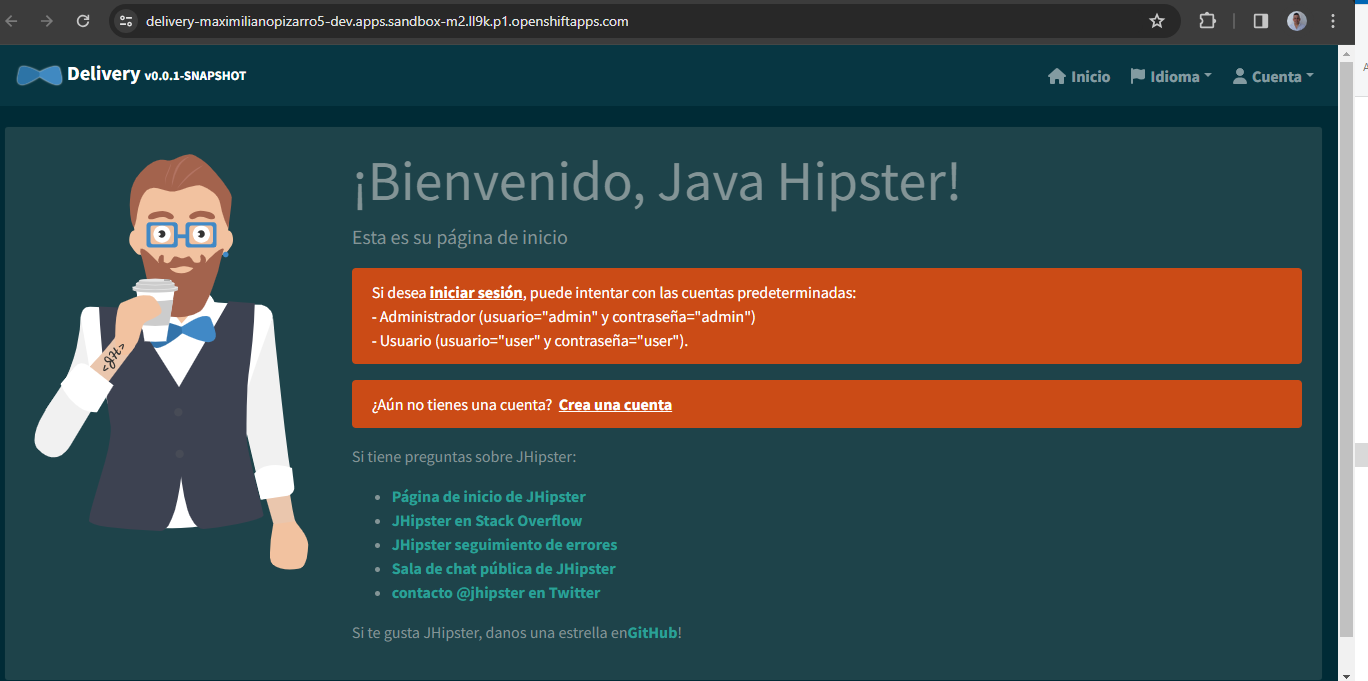 delivery-maximilianopizarro5-dev.apps.sandbox-m2.ll9k.p1.openshiftapps.com
Delivery v0.0.1-SNAPSHOT
Inicio Idioma Cuenta
¡Bienvenido, Java Hipster!
Esta es su página de inicio
Si desea iniciar sesión, puede intentar con las cuentas predeterminadas:
- Administrador (usuario="admin" y contraseña="admin")
- Usuario (usuario="user" y contraseña="user").
¿Aún no tienes una cuenta? Crea una cuenta
Si tiene preguntas sobre JHipster:
• Página de inicio de JHipster
• JHipster en Stack Overflow
• JHipster seguimiento de errores
• Sala de chat pública de JHipster
• contacto @jhipster en Twitter
Si te gusta JHipster, danos una estrella enGitHub!
<JH>